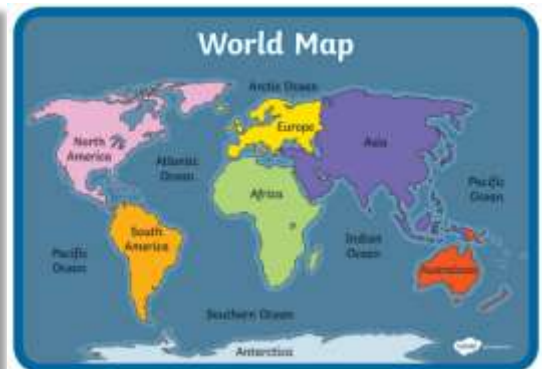 World Map
Arctic Ocean
North
America
Europe
Asia
Atlantic
Ocean
Africa
Pacific
Ocean
South
America
Indian
Ocean
Pacific
Ocean
Australasia
Southern Ocean
Antarctica